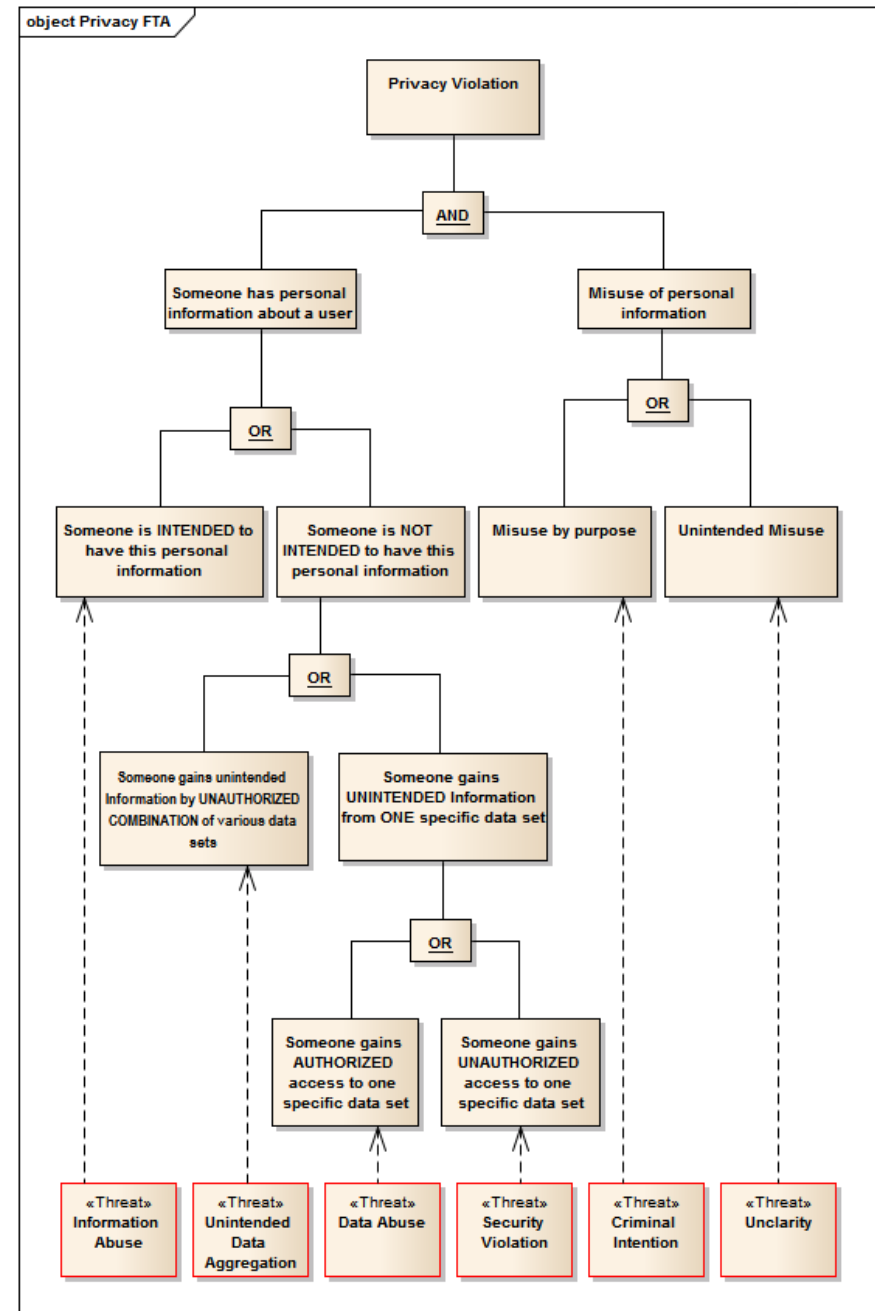 object Privacy FTA
Privacy Violation
AND
Someone has personal
information about a user
Misuse of personal
information
OR
OR
Someone is INTENDED to
have this personal
information
Someone is NOT
INTENDED to have this
personal information
Misuse by purpose
Unintended Misuse
OR
Someone gains unintended
Information by UNAUTHORIZED
COMBINATION of various data
sets
Someone gains
UNINTENDED Information
from ONE specific data set
OR
Someone gains
AUTHORIZED
access to one
specific data set
Someone gains
UNAUTHORIZED
access to one
specific data set
«Threat»
Information
Abuse
«Threat»
Unintended
Data
Aggregation
«Threat»
Data Abuse
«Threat»
Security
Violation
«Threat»
Criminal
Intention
«Threat»
Unclarity